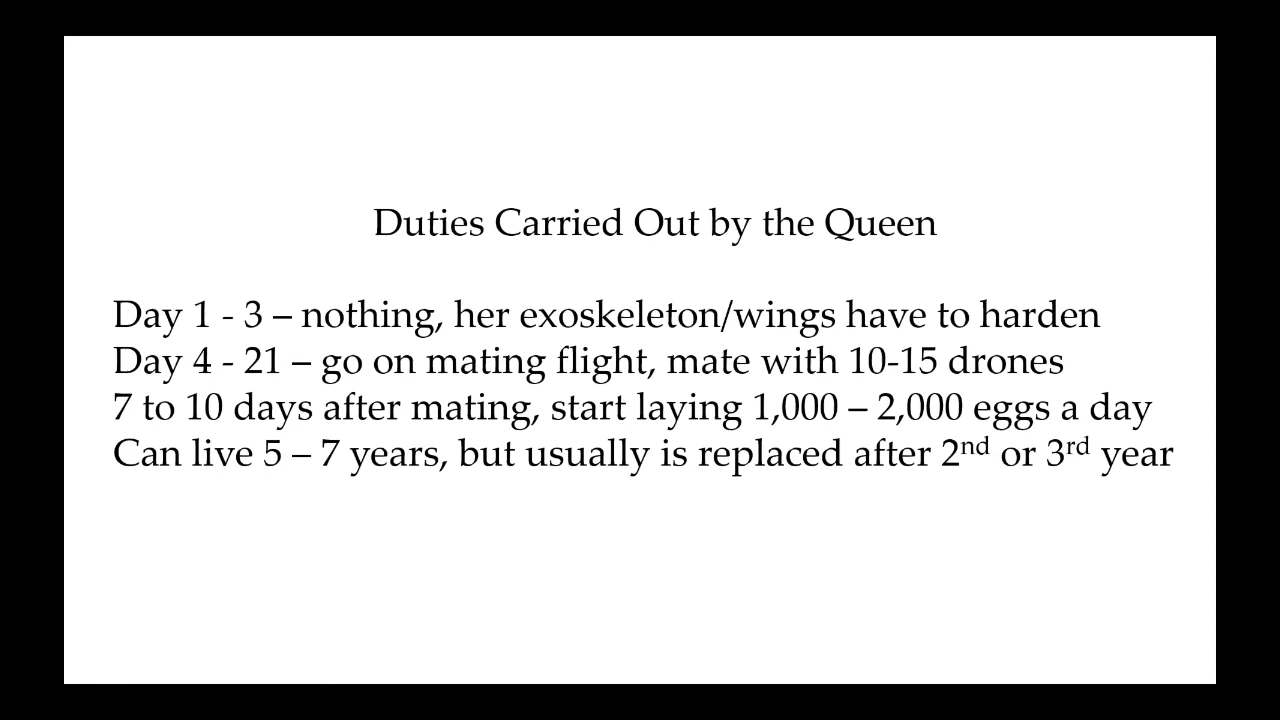 Duties Carried Out by the Queen
Day 1 - 3 – nothing, her exoskeleton/wings have to harden
Day 4 - 21 – go on mating flight, mate with 10-15 drones
7 to 10 days after mating, start laying 1,000 – 2,000 eggs a day
Can live 5 – 7 years, but usually is replaced after 2nd or 3rd year